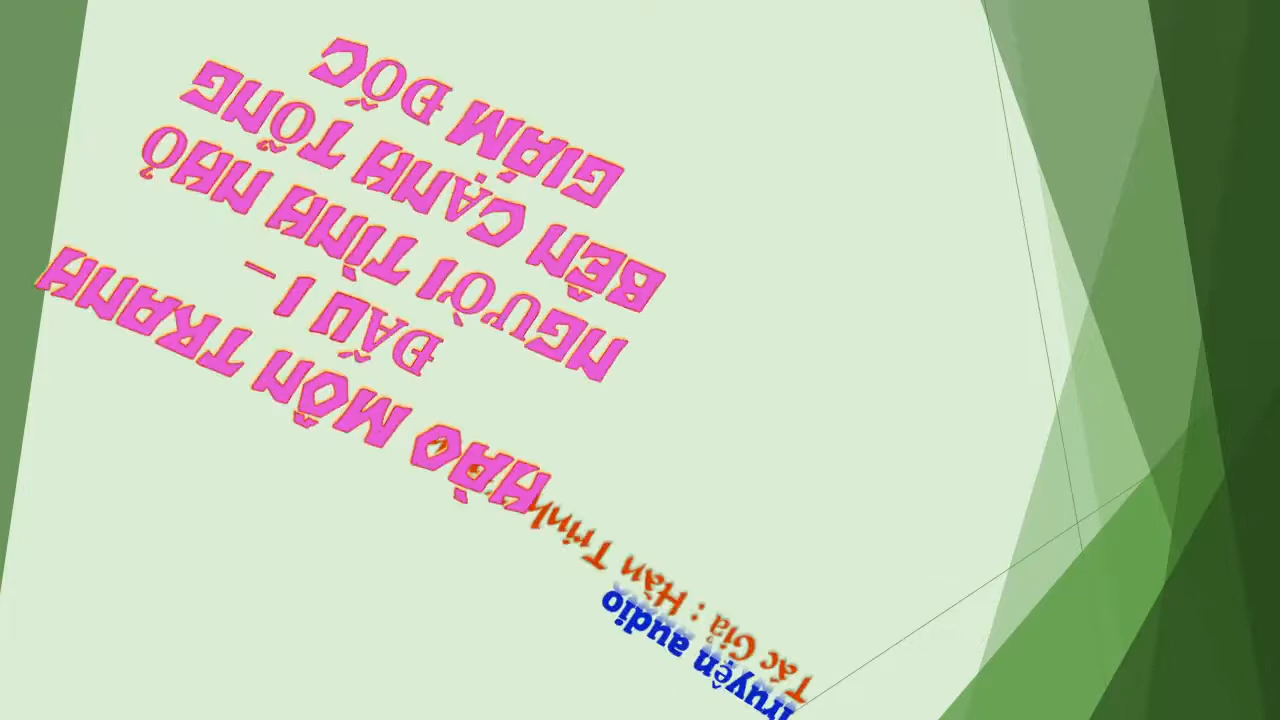 truyện audio
Tác Giả : Hàn Trinh
HÀO MÔN TRANH
ĐẤU I –
NGƯỜI TÌNH NHỎ
BÊN CẠNH TỔNG
GIÁM ĐỐC